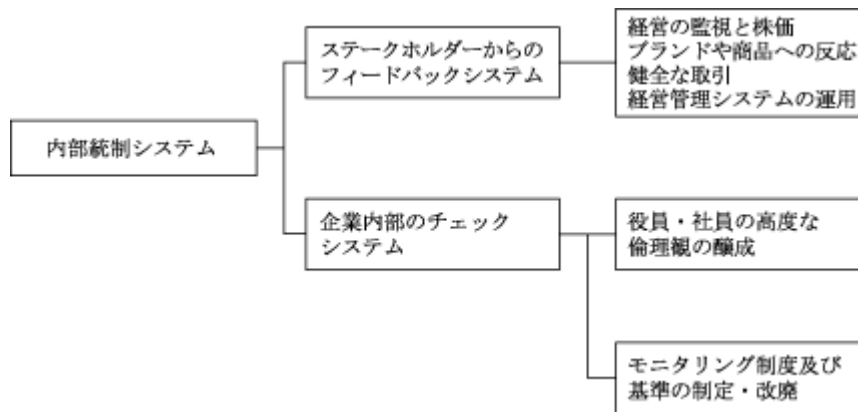 内部統制システム
ステークホルダーからの
フィードバックシステム
経営の監視と株価
ブランドや商品への反応
健全な取引
経営管理システムの運用
企業内部のチェック
システム
役員・社員の高度な
倫理観の醸成
モニタリング制度及び
基準の制定・改廃